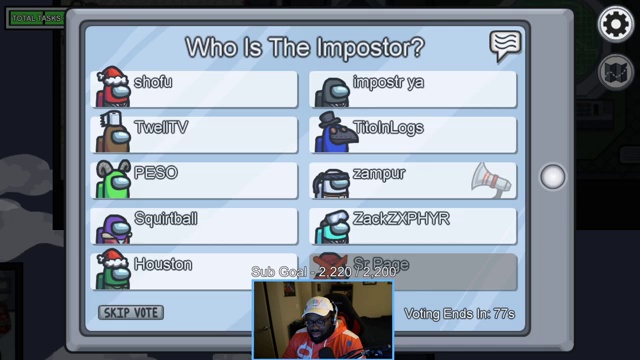 TOTAL TASKS
Who Is The Impostor?
shofu
impostr ya
TwellTV
TitoInLogs
PESO
zampur
Squirtball
ZackZXPHYR
Houston
Sr Page
Sub Goal - 2,220 / 2,200
SKIP VOTE
Voting Ends In: 77s